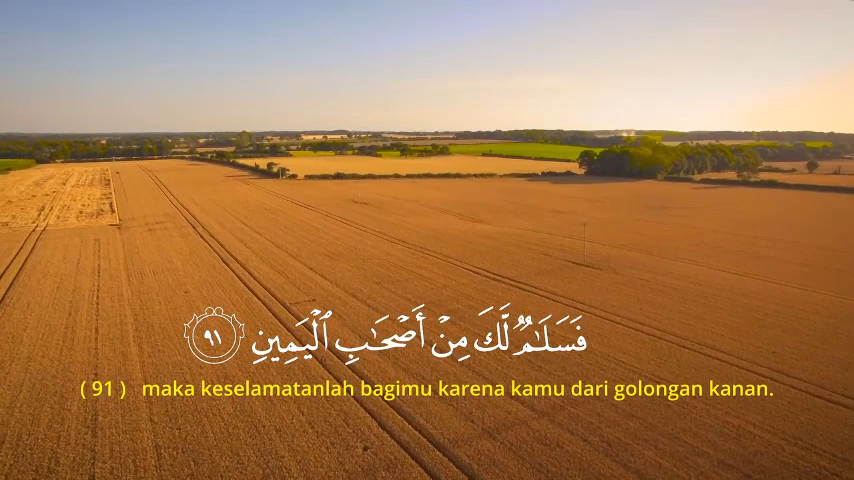 فَسَلَـٰمٌ لَّكَ مِنْ أَصْحَـٰبِ ٱلْيَمِينِ ٩١
( 91 ) maka keselamatanlah bagimu karena kamu dari golongan kanan.